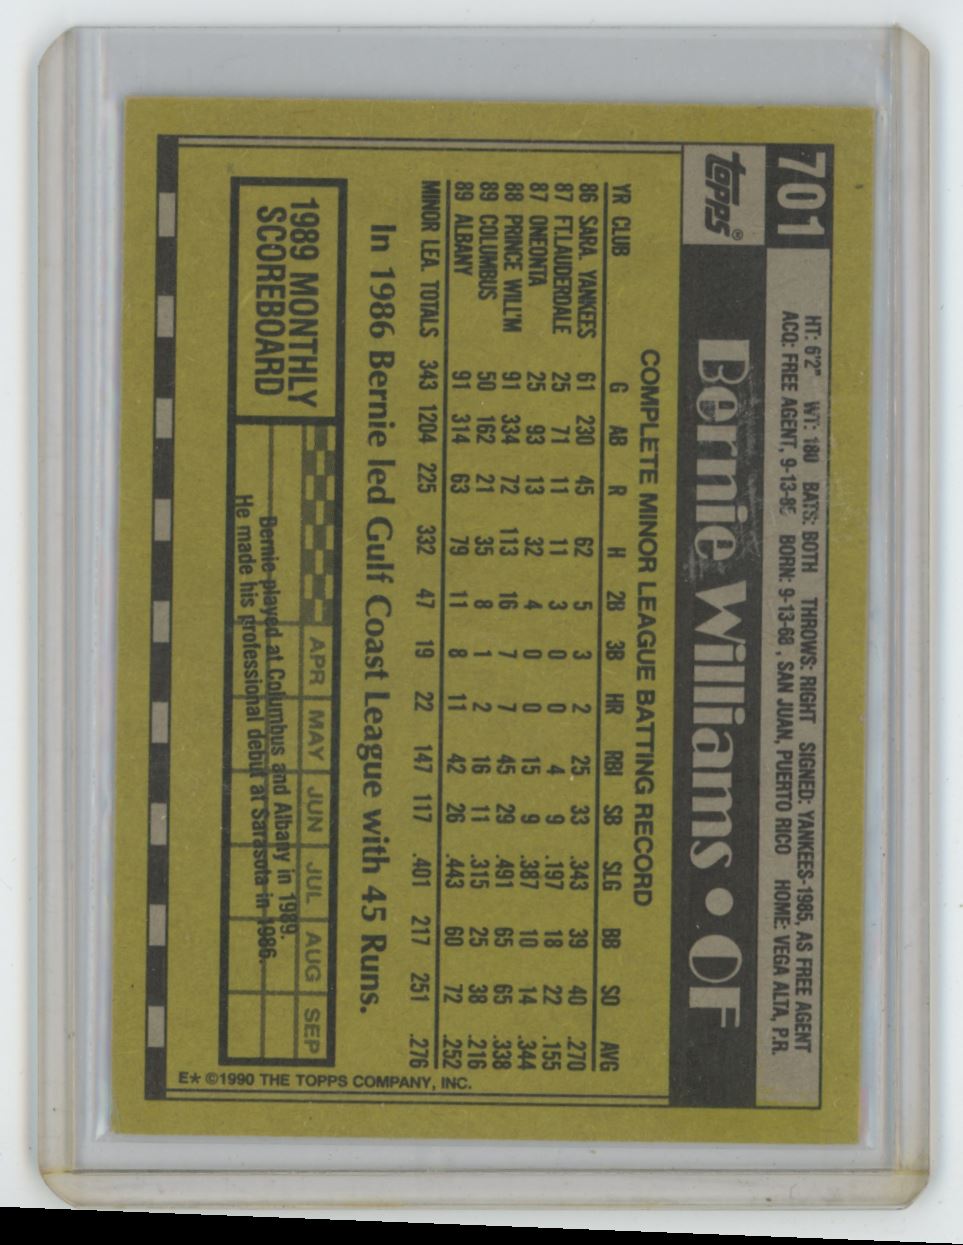 701
topps®
HT: 6'2" WT: 180 BATS: BOTH THROWS: RIGHT SIGNED: YANKEES-1985, AS FREE AGENT
ACQ: FREE AGENT, 9-13-85 BORN: 9-13-68 , SAN JUAN, PUERTO RICO HOME: VEGA ALTA, P.R.
Bernie Williams • OF
COMPLETE MINOR LEAGUE BATTING RECORD
YR CLUB G AB R H 2B 3B HR RBI SB SLG BB SO AVG
86 SARA. YANKEES 61 230 45 62 5 3 2 25 33 .343 39 40 .270
87 FT.LAUDERDALE 25 71 11 11 3 0 0 4 9 .197 18 22 .155
87 ONEONTA 25 93 13 32 4 0 0 15 9 .387 10 14 .344
88 PRINCE WILL'M 91 334 72 113 16 7 7 45 29 .491 65 65 .338
89 COLUMBUS 50 162 21 35 8 1 2 16 11 .315 25 38 .216
89 ALBANY 91 314 63 79 11 8 11 42 26 .443 60 72 .252
MINOR LEA. TOTALS 343 1204 225 332 47 19 22 147 117 .401 217 251 .276
In 1986 Bernie led Gulf Coast League with 45 Runs.
1989 MONTHLY
SCOREBOARD
APR MAY JUN JUL AUG SEP
Bernie played at Columbus and Albany in 1989.
He made his professional debut at Sarasota in 1986.
E* ©1990 THE TOPPS COMPANY, INC.